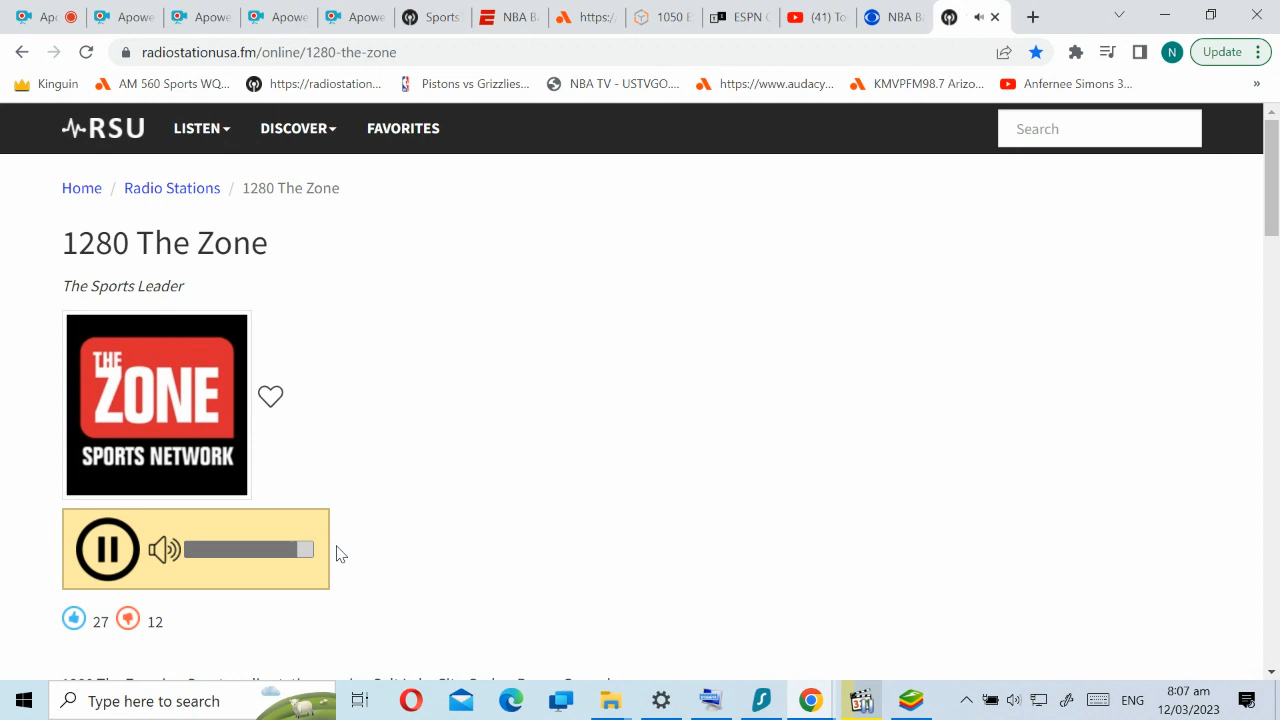 Ap
Apowe
Apowe
Apowe
Apowe
Sports
NBA B
https:/
1050 E
ESPN
(41) To
NBA B
radiostationusa.fm/online/1280-the-zone
N
Update
Kinguin
AM 560 Sports WQ...
https://radiostation...
Pistons vs Grizzlies...
NBA TV - USTVGO....
https://www.audacy...
KMVPFM98.7 Arizo...
Anfernee Simons 3...
»
RSU
LISTEN
DISCOVER
FAVORITES
Search
Home / Radio Stations / 1280 The Zone
1280 The Zone
The Sports Leader
THE
ZONE
SPORTS NETWORK
27
12
Type here to search
ENG
8:07 am
12/03/2023